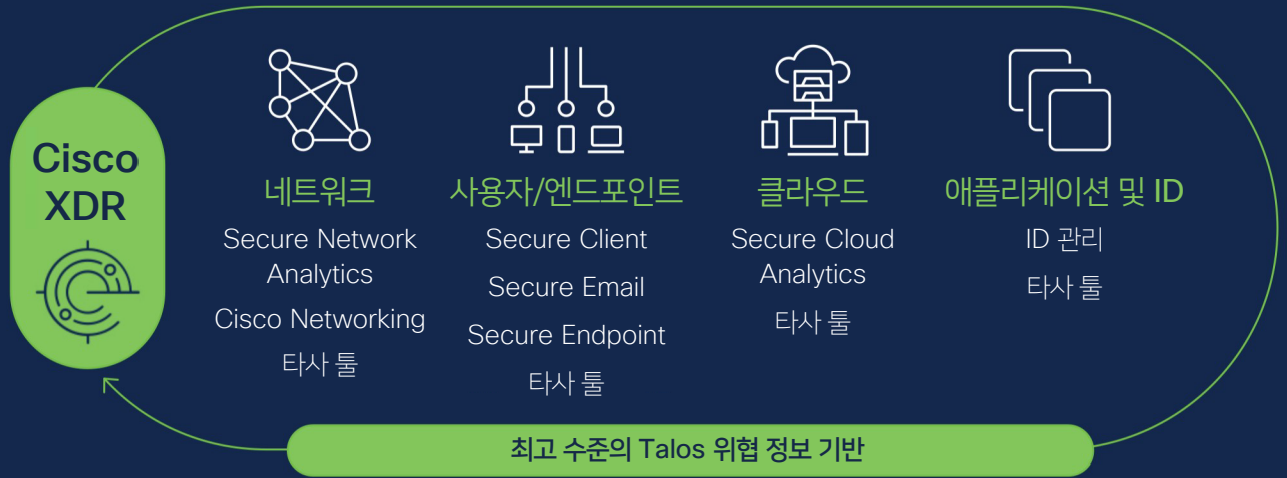 Cisco
XDR
네트워크
Secure Network
Analytics
Cisco Networking
타사 툴
사용자/엔드포인트
Secure Client
Secure Email
Secure Endpoint
타사 툴
클라우드
Secure Cloud
Analytics
타사 툴
애플리케이션 및 ID
ID 관리
타사 툴
최고 수준의 Talos 위협 정보 기반